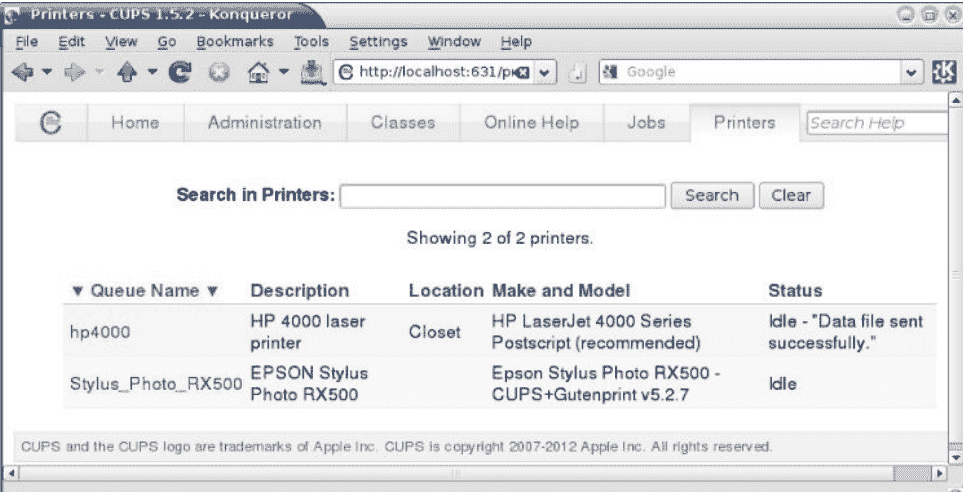 Printers - CUPS 1.5.2 - Konqueror
File Edit View Go Bookmarks Tools Settings Window Help
http://localhost:631/p Google
Home Administration Classes Online Help Jobs Printers Search Help
Search in Printers: Search Clear
Showing 2 of 2 printers.
▼ Queue Name ▼ Description Location Make and Model Status
hp4000 HP 4000 laser printer Closet HP LaserJet 4000 Series Postscript (recommended) Idle - "Data file sent successfully."
Stylus_Photo_RX500 EPSON Stylus Photo RX500 Epson Stylus Photo RX500 - CUPS+Gutenprint v5.2.7 Idle
CUPS and the CUPS logo are trademarks of Apple Inc. CUPS is copyright 2007-2012 Apple Inc. All rights reserved.